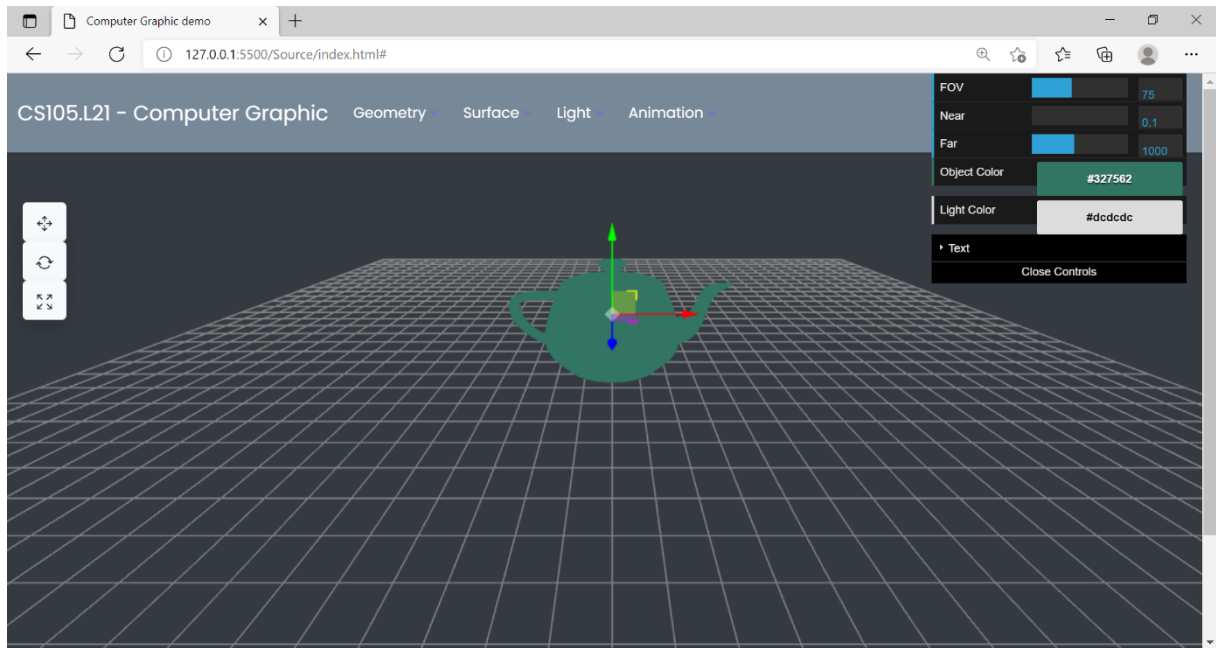 Computer Graphic demo
127.0.0.1:5500/Source/index.html#
CS105.L21 - Computer Graphic Geometry Surface Light Animation
FOV 75
Near 0.1
Far 1000
Object Color #327562
Light Color #dcdcdc
Text
Close Controls